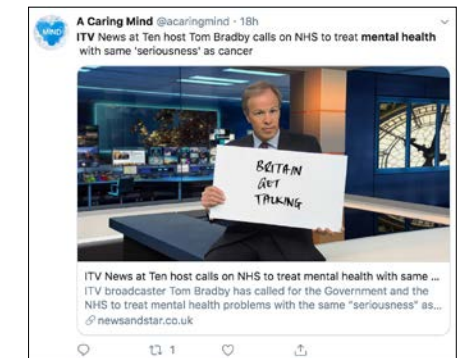 MIND
A Caring Mind @acaringmind · 18h
ITV News at Ten host Tom Bradby calls on NHS to treat mental health
with same 'seriousness' as cancer
BRITAIN
GET
TALKING
ITV News at Ten host calls on NHS to treat mental health with same ...
ITV broadcaster Tom Bradby has called for the Government and the
NHS to treat mental health problems with the same "seriousness" as...
newsandstar.co.uk
1